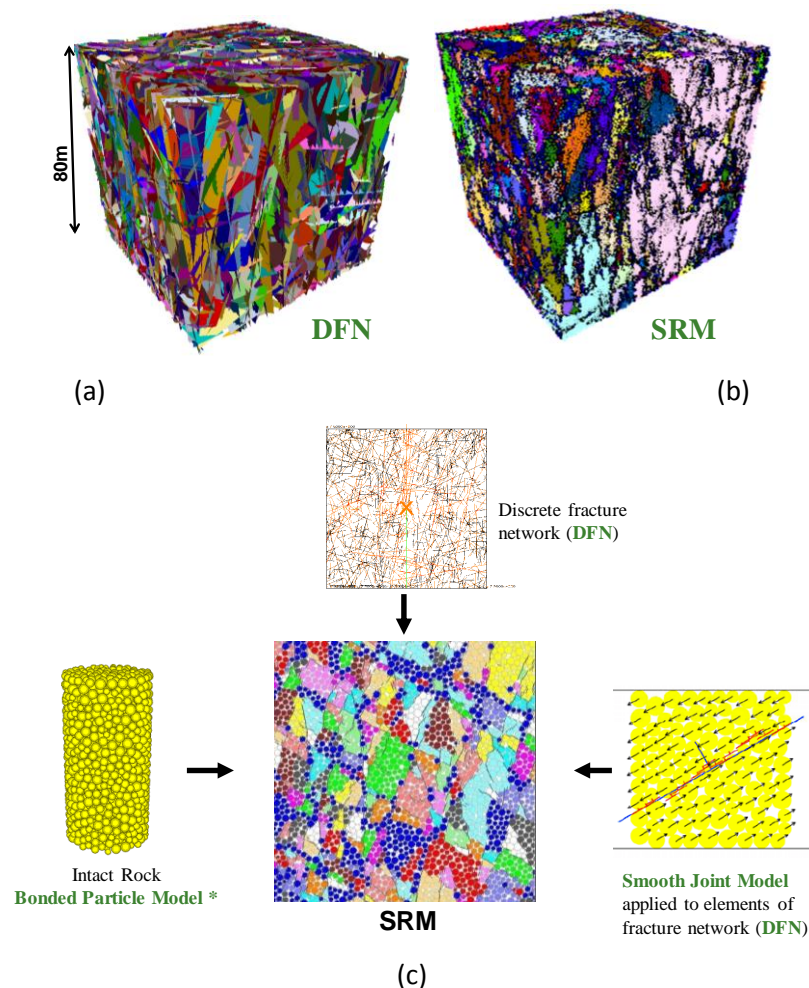 80m
DFN
SRM
(a)
(b)
Discrete fracture
network (DFN)
Intact Rock
Bonded Particle Model *
SRM
Smooth Joint Model
applied to elements of
fracture network (DFN)
(c)